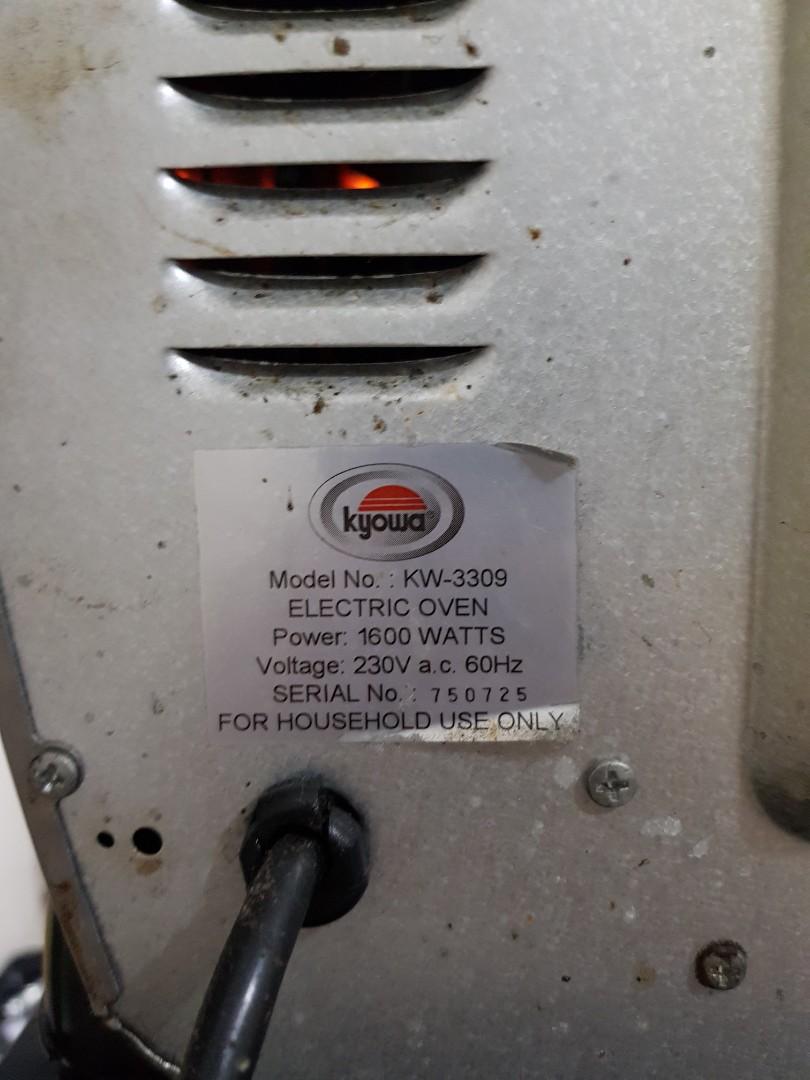 kyowa
Model No. : KW-3309
ELECTRIC OVEN
Power: 1600 WATTS
Voltage: 230V a.c. 60Hz
SERIAL No. : 750725
FOR HOUSEHOLD USE ONLY